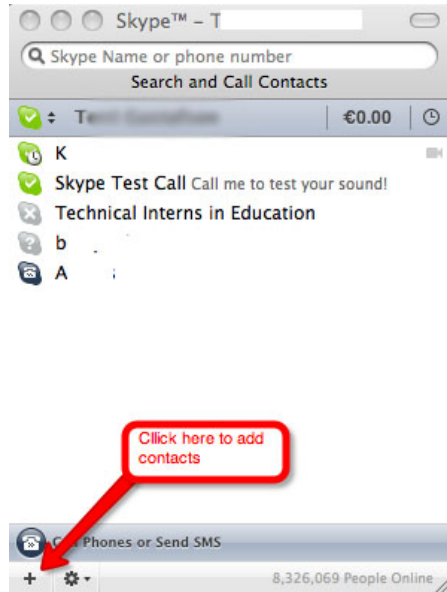 Skype™ – T
Skype Name or phone number
Search and Call Contacts
T €0.00
K
Skype Test Call Call me to test your sound!
Technical Interns in Education
b
A
Cllick here to add
contacts
Phones or Send SMS
+ 8,326,069 People Online